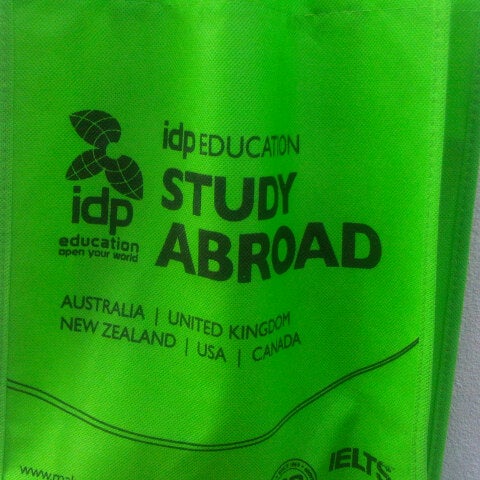 idp EDUCATION
STUDY
ABROAD
idp
education
open your world
AUSTRALIA | UNITED KINGDOM
NEW ZEALAND | USA | CANADA
IELTS